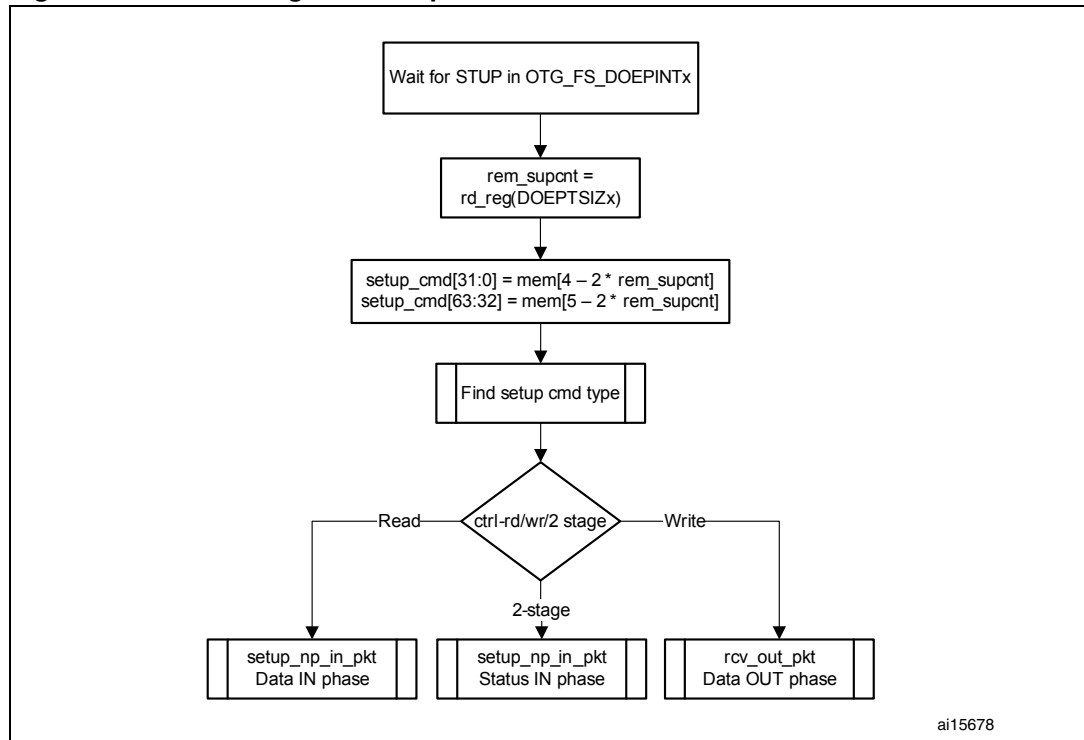 Wait for STUP in OTG_FS_DOEPINTx
rem_supcnt =
rd_reg(DOEPTSIZx)
setup_cmd[31:0] = mem[4 – 2 * rem_supcnt]
setup_cmd[63:32] = mem[5 – 2 * rem_supcnt]
Find setup cmd type
Read
ctrl-rd/wr/2 stage
Write
2-stage
setup_np_in_pkt
Data IN phase
setup_np_in_pkt
Status IN phase
rcv_out_pkt
Data OUT phase
ai15678